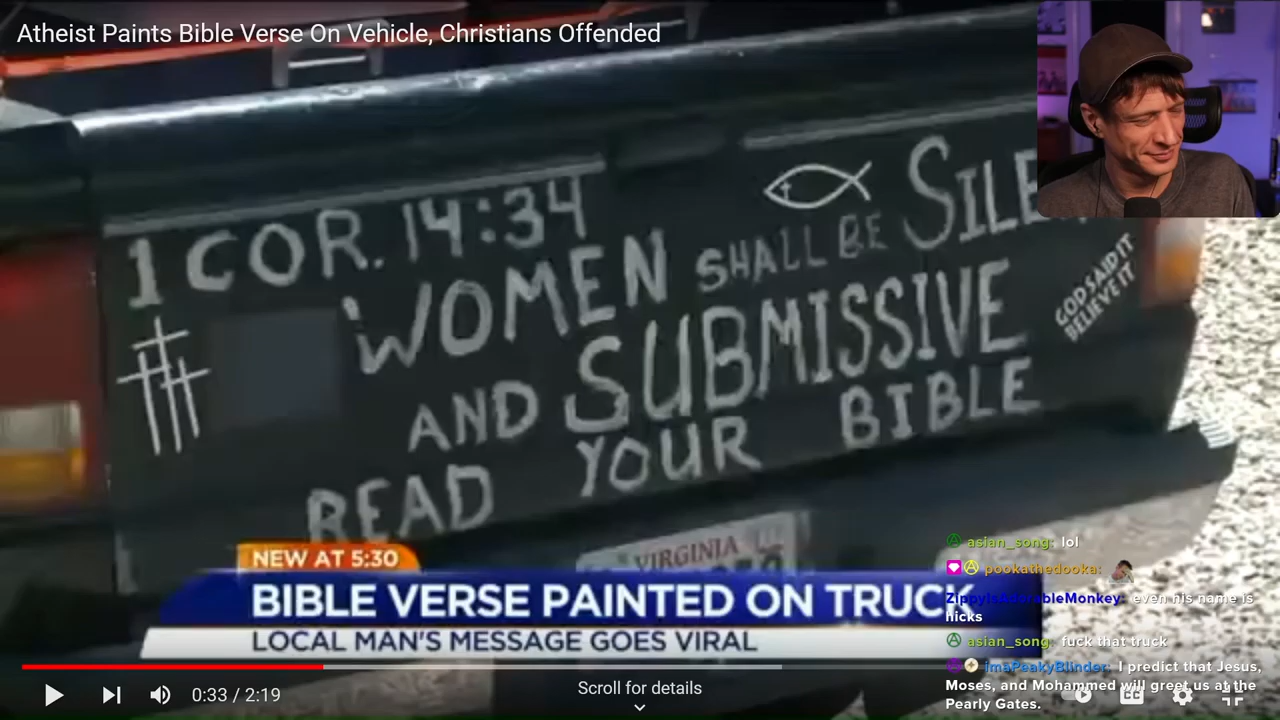 Atheist Paints Bible Verse On Vehicle, Christians Offended
1 COR. 14:34
WOMEN SHALL BE SILE
AND SUBMISSIVE
READ YOUR BIBLE
GOD SAID IT
BELIEVE IT
VIRGINIA
NEW AT 5:30
BIBLE VERSE PAINTED ON TRUCK
LOCAL MAN'S MESSAGE GOES VIRAL
asian_song: lol
pookathedooka:
ZippyIsAdorableMonkey: even his name is
hicks
asian_song: fuck that truck
imaPeakyBlinder: I predict that Jesus,
Moses, and Mohammed will greet us at the
Pearly Gates.
0:33 / 2:19
Scroll for details
CC